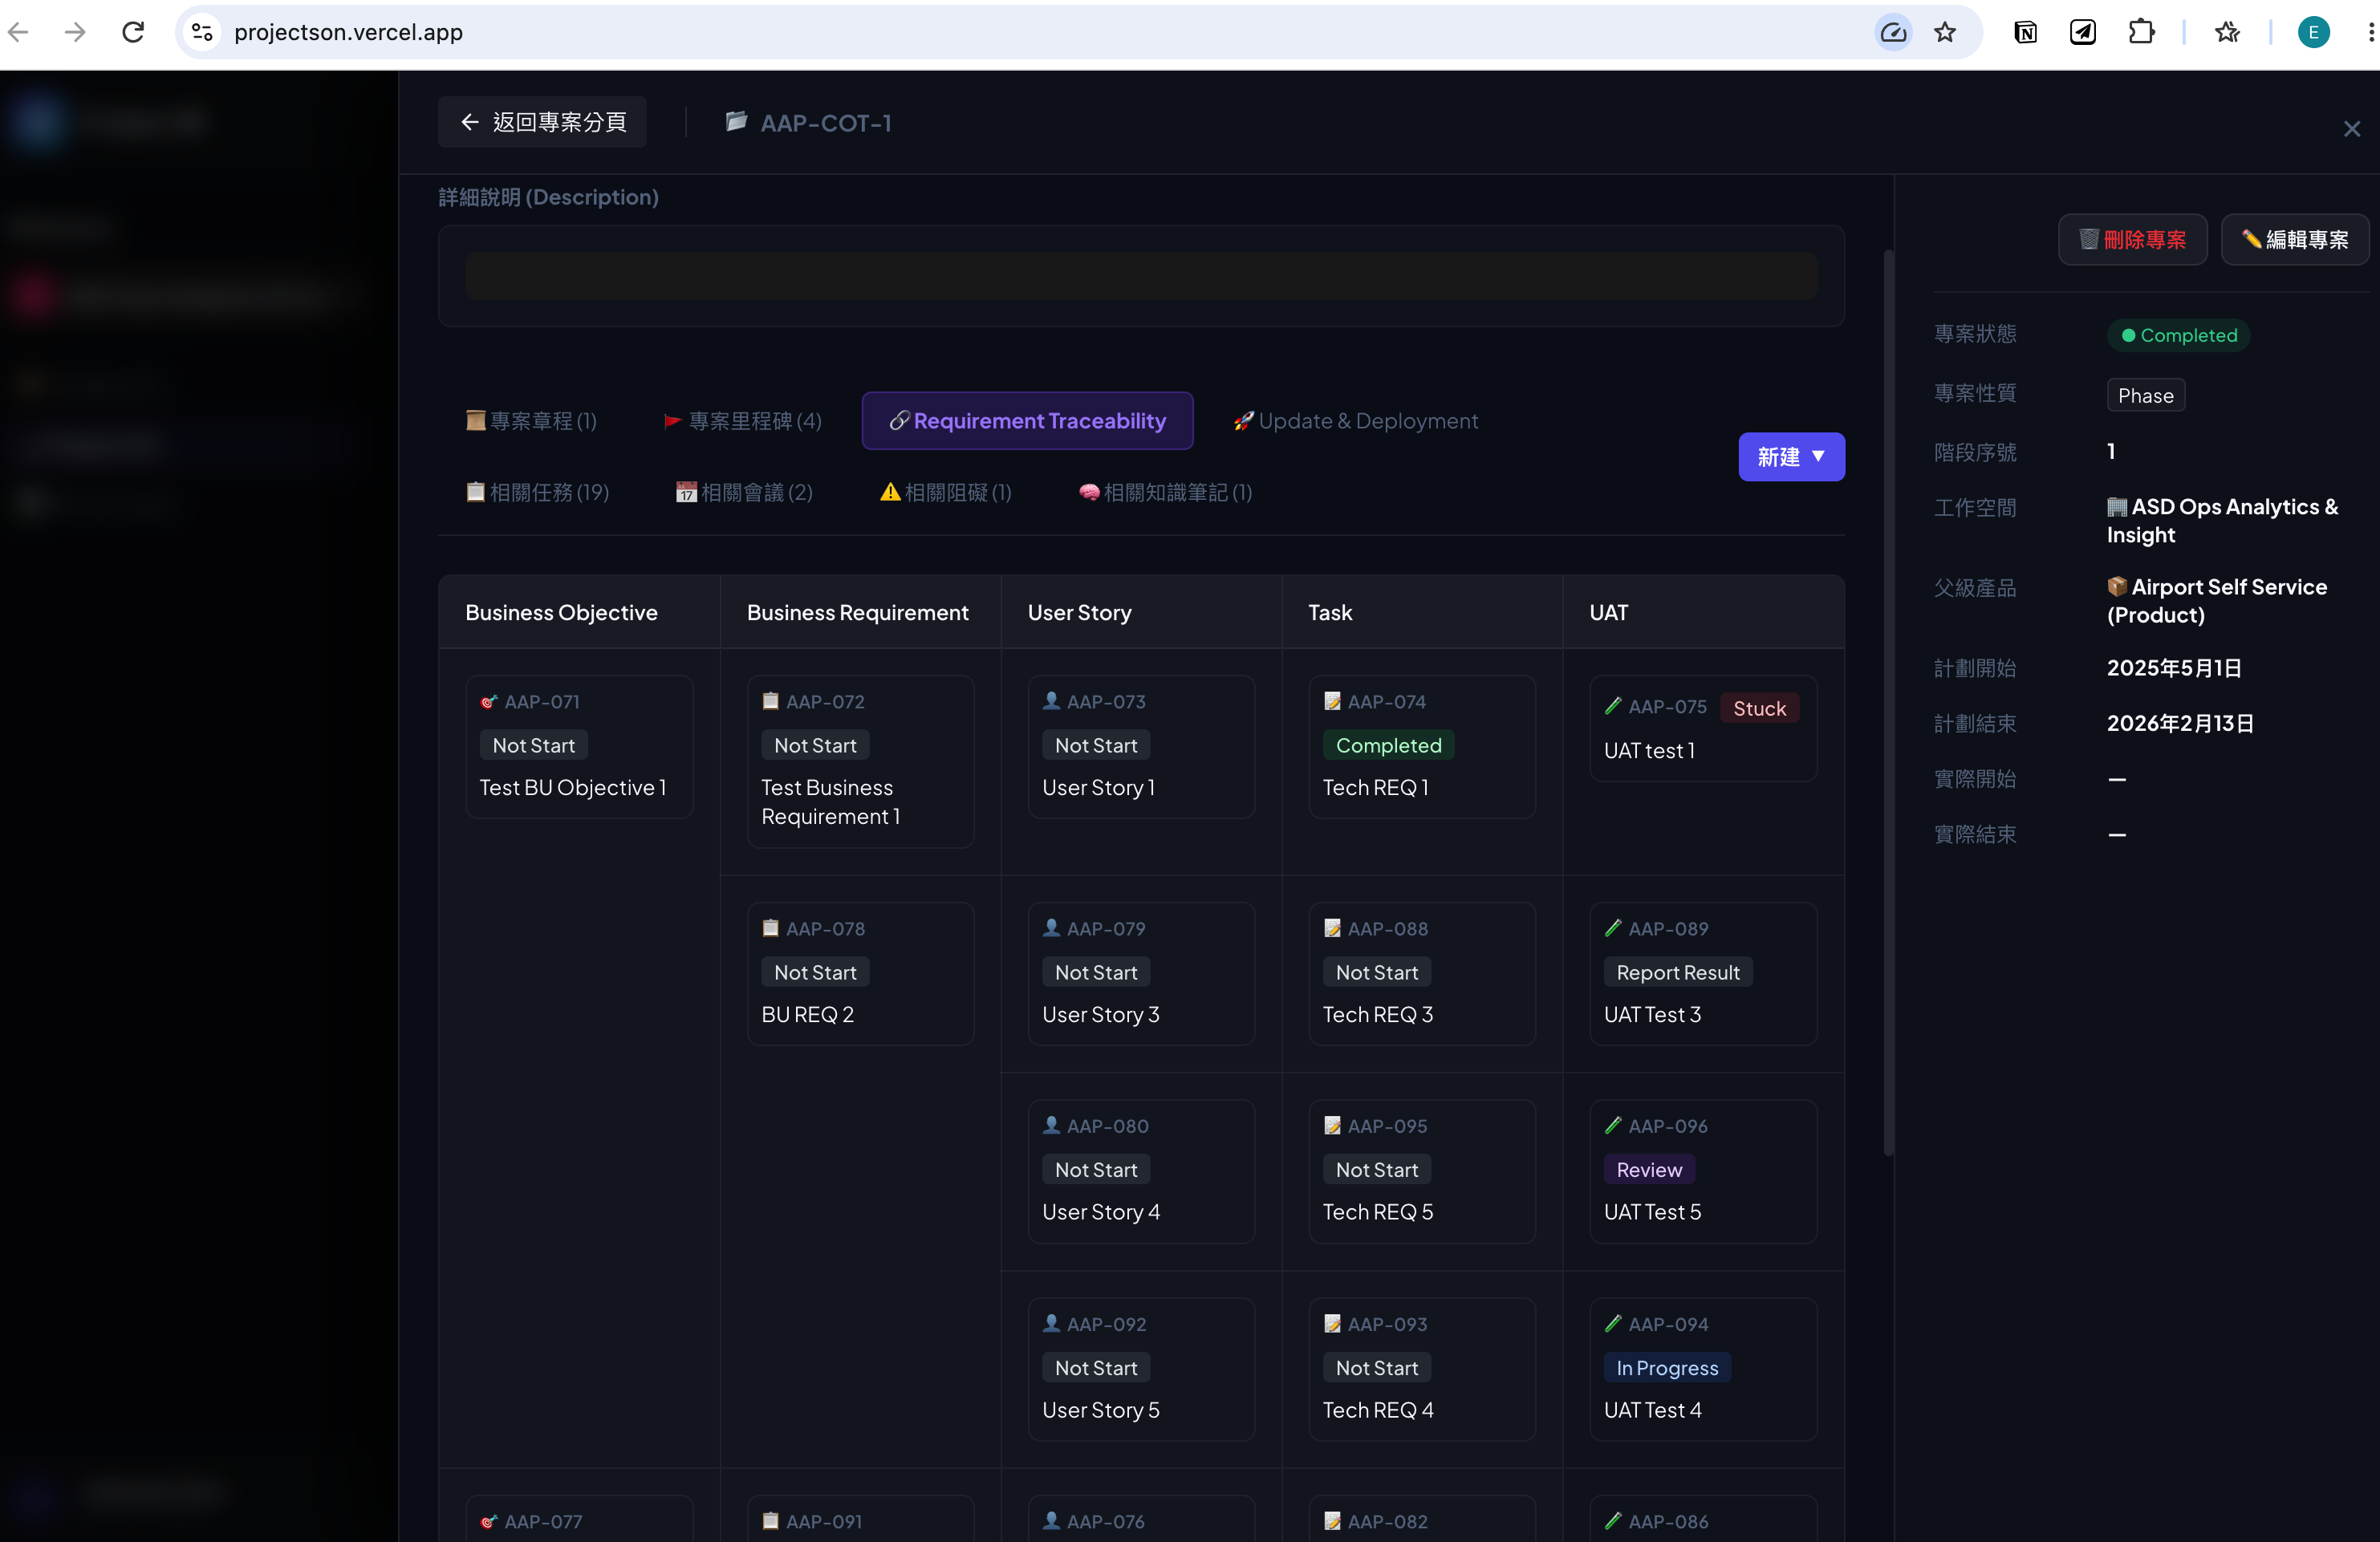 projectson.vercel.app
E
返回專案分頁
AAP-COT-1
詳細說明 (Description)
刪除專案
編輯專案
專案章程 (1)
專案里程碑 (4)
Requirement Traceability
Update & Deployment
相關任務 (19)
17
相關會議 (2)
相關阻礙 (1)
相關知識筆記 (1)
新建
Business Objective
Business Requirement
User Story
Task
UAT
AAP-071
Not Start
Test BU Objective 1
AAP-072
Not Start
Test Business
Requirement 1
AAP-073
Not Start
User Story 1
AAP-074
Completed
Tech REQ 1
AAP-075
Stuck
UAT test 1
AAP-078
Not Start
BU REQ 2
AAP-079
Not Start
User Story 3
AAP-088
Not Start
Tech REQ 3
AAP-089
Report Result
UAT Test 3
AAP-080
Not Start
User Story 4
AAP-095
Not Start
Tech REQ 5
AAP-096
Review
UAT Test 5
AAP-092
Not Start
User Story 5
AAP-093
Not Start
Tech REQ 4
AAP-094
In Progress
UAT Test 4
AAP-077
AAP-091
AAP-076
AAP-082
AAP-086
專案狀態
Completed
專案性質
Phase
階段序號
1
工作空間
ASD Ops Analytics &
Insight
父級產品
Airport Self Service
(Product)
計劃開始
2025年5月1日
計劃結束
2026年2月13日
實際開始
—
實際結束
—